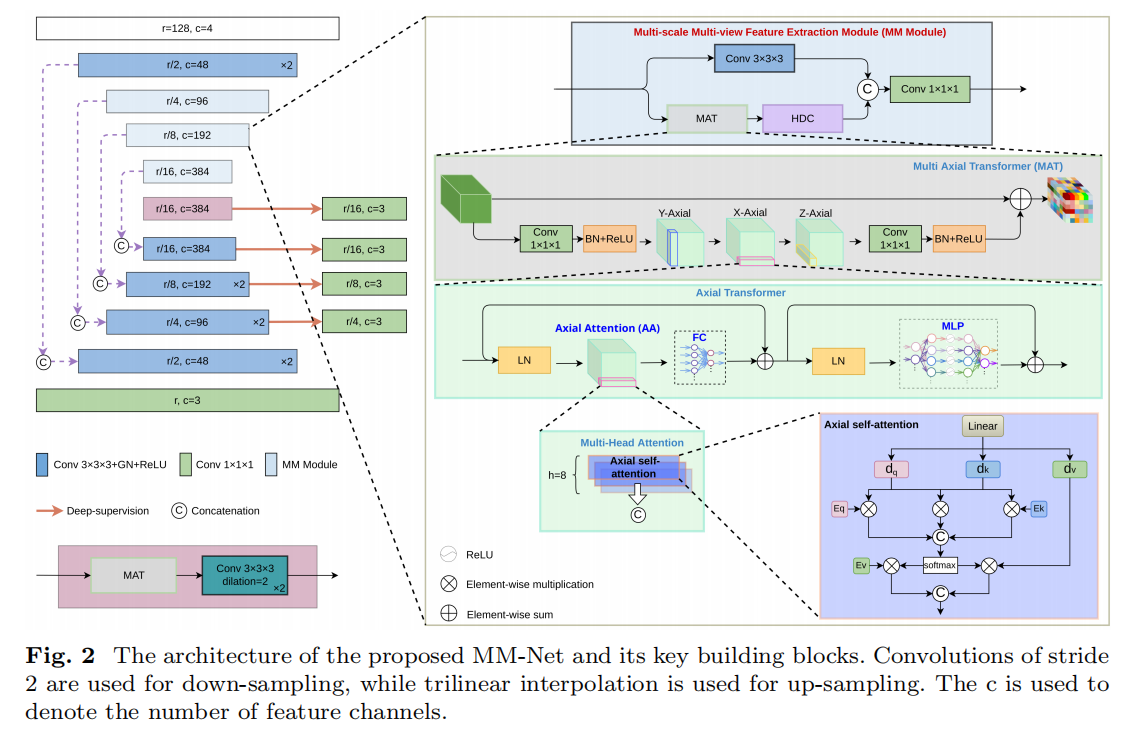 r=128, c=4
r/2, c=48 ×2
r/4, c=96
r/8, c=192
r/16, c=384
r/16, c=384
r/16, c=3
C
r/16, c=384
r/16, c=3
C
r/8, c=192 ×2
r/8, c=3
C
r/4, c=96 ×2
r/4, c=3
C
r/2, c=48 ×2
r, c=3
Conv 3×3×3+GN+ReLU
Conv 1×1×1
MM Module
Deep-supervision
C
Concatenation
MAT
Conv 3×3×3
dilation=2
×2
Multi-scale Multi-view Feature Extraction Module (MM Module)
Conv 3×3×3
C
Conv 1×1×1
MAT
HDC
Multi Axial Transformer (MAT)
Y-Axial
X-Axial
Z-Axial
Conv
1×1×1
BN+ReLU
Conv
1×1×1
BN+ReLU
Axial Transformer
Axial Attention (AA)
FC
MLP
LN
LN
Multi-Head Attention
h=8
Axial self-
attention
C
ReLU
Element-wise multiplication
Element-wise sum
Axial self-attention
Linear
dq
dk
dv
Eq
Ek
C
Ev
softmax
C
Fig. 2 The architecture of the proposed MM-Net and its key building blocks. Convolutions of stride
2 are used for down-sampling, while trilinear interpolation is used for up-sampling. The c is used to
denote the number of feature channels.